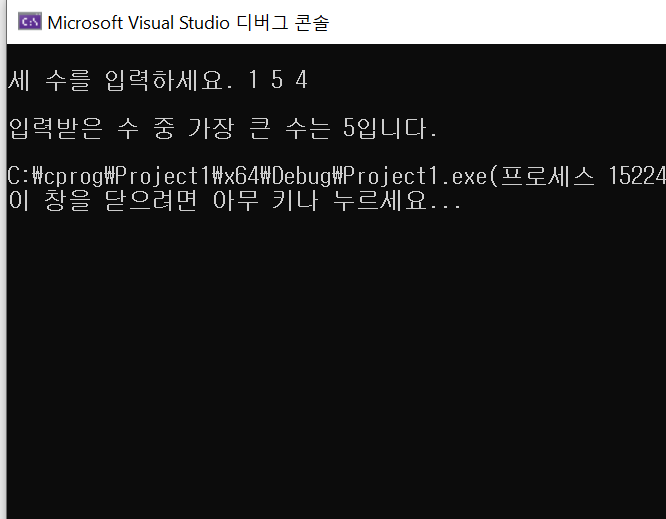 C:\ Microsoft Visual Studio 디버그 콘솔
세 수를 입력하세요. 1 5 4
입력받은 수 중 가장 큰 수는 5입니다.
C:₩cprog₩Project1₩x64₩Debug₩Project1.exe(프로세스 15224
이 창을 닫으려면 아무 키나 누르세요...